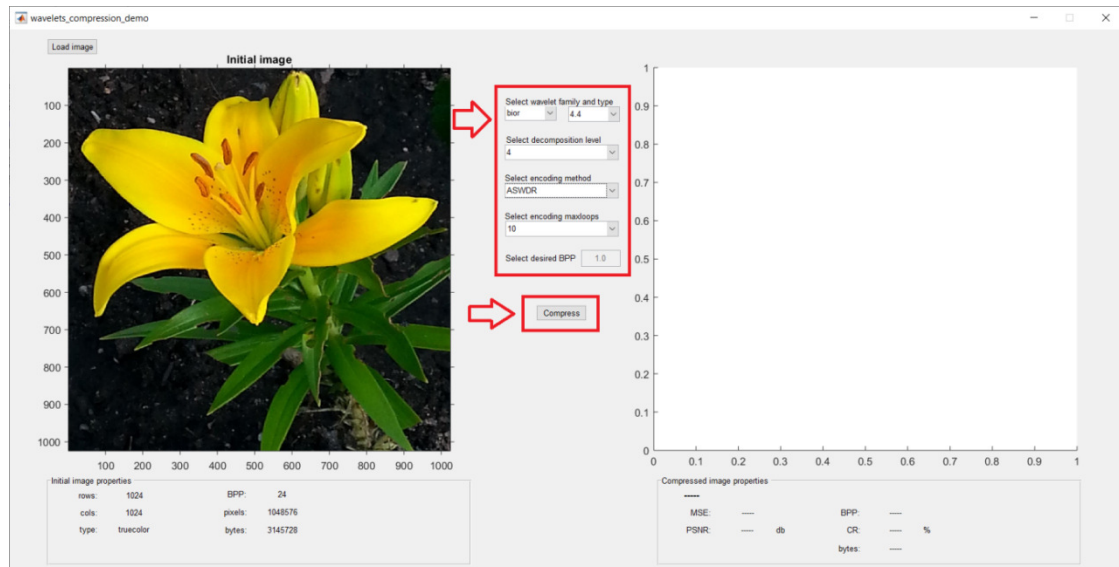 wavelets_compression_demo
Load image
Initial image
100
200
300
400
500
600
700
800
900
1000
100 200 300 400 500 600 700 800 900 1000
Select wavelet family and type
bior 4.4
Select decomposition level
4
Select encoding method
ASWDR
Select encoding maxloops
10
Select desired BPP 1.0
Compress
1
0.9
0.8
0.7
0.6
0.5
0.4
0.3
0.2
0.1
0
0 0.1 0.2 0.3 0.4 0.5 0.6 0.7 0.8 0.9 1
Initial image properties
rows: 1024 BPP: 24
cols: 1024 pixels: 1048576
type: truecolor bytes: 3145728
Compressed image properties
-----
MSE: ---- BPP: ----
PSNR: ---- db CR: ---- %
bytes: ----